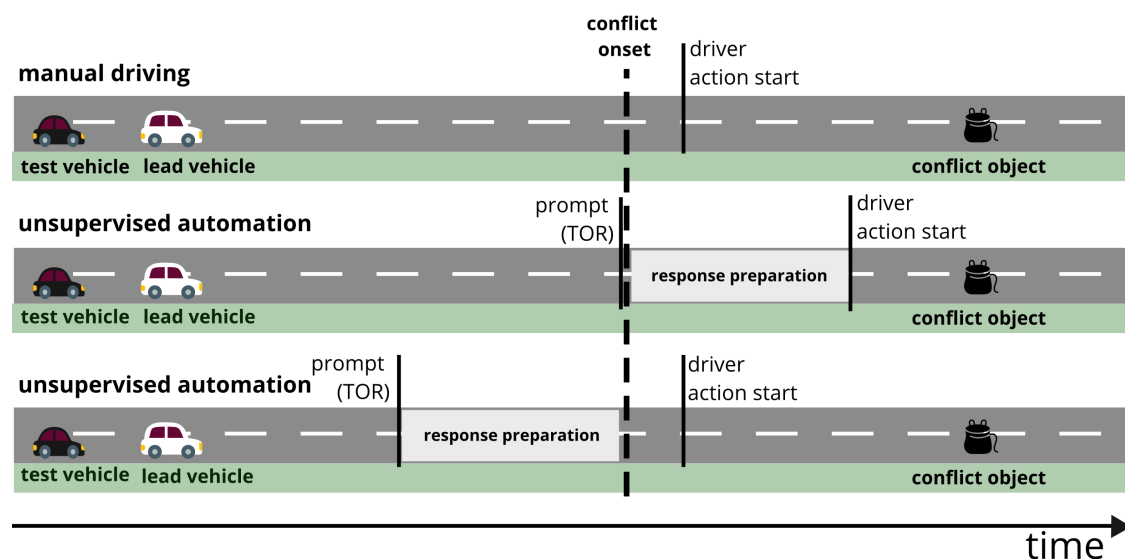 conflict
onset
driver
action start
manual driving
test vehicle lead vehicle
conflict object
prompt
(TOR)
driver
action start
unsupervised automation
response preparation
test vehicle lead vehicle
conflict object
prompt
(TOR)
driver
action start
unsupervised automation
response preparation
test vehicle lead vehicle
conflict object
time